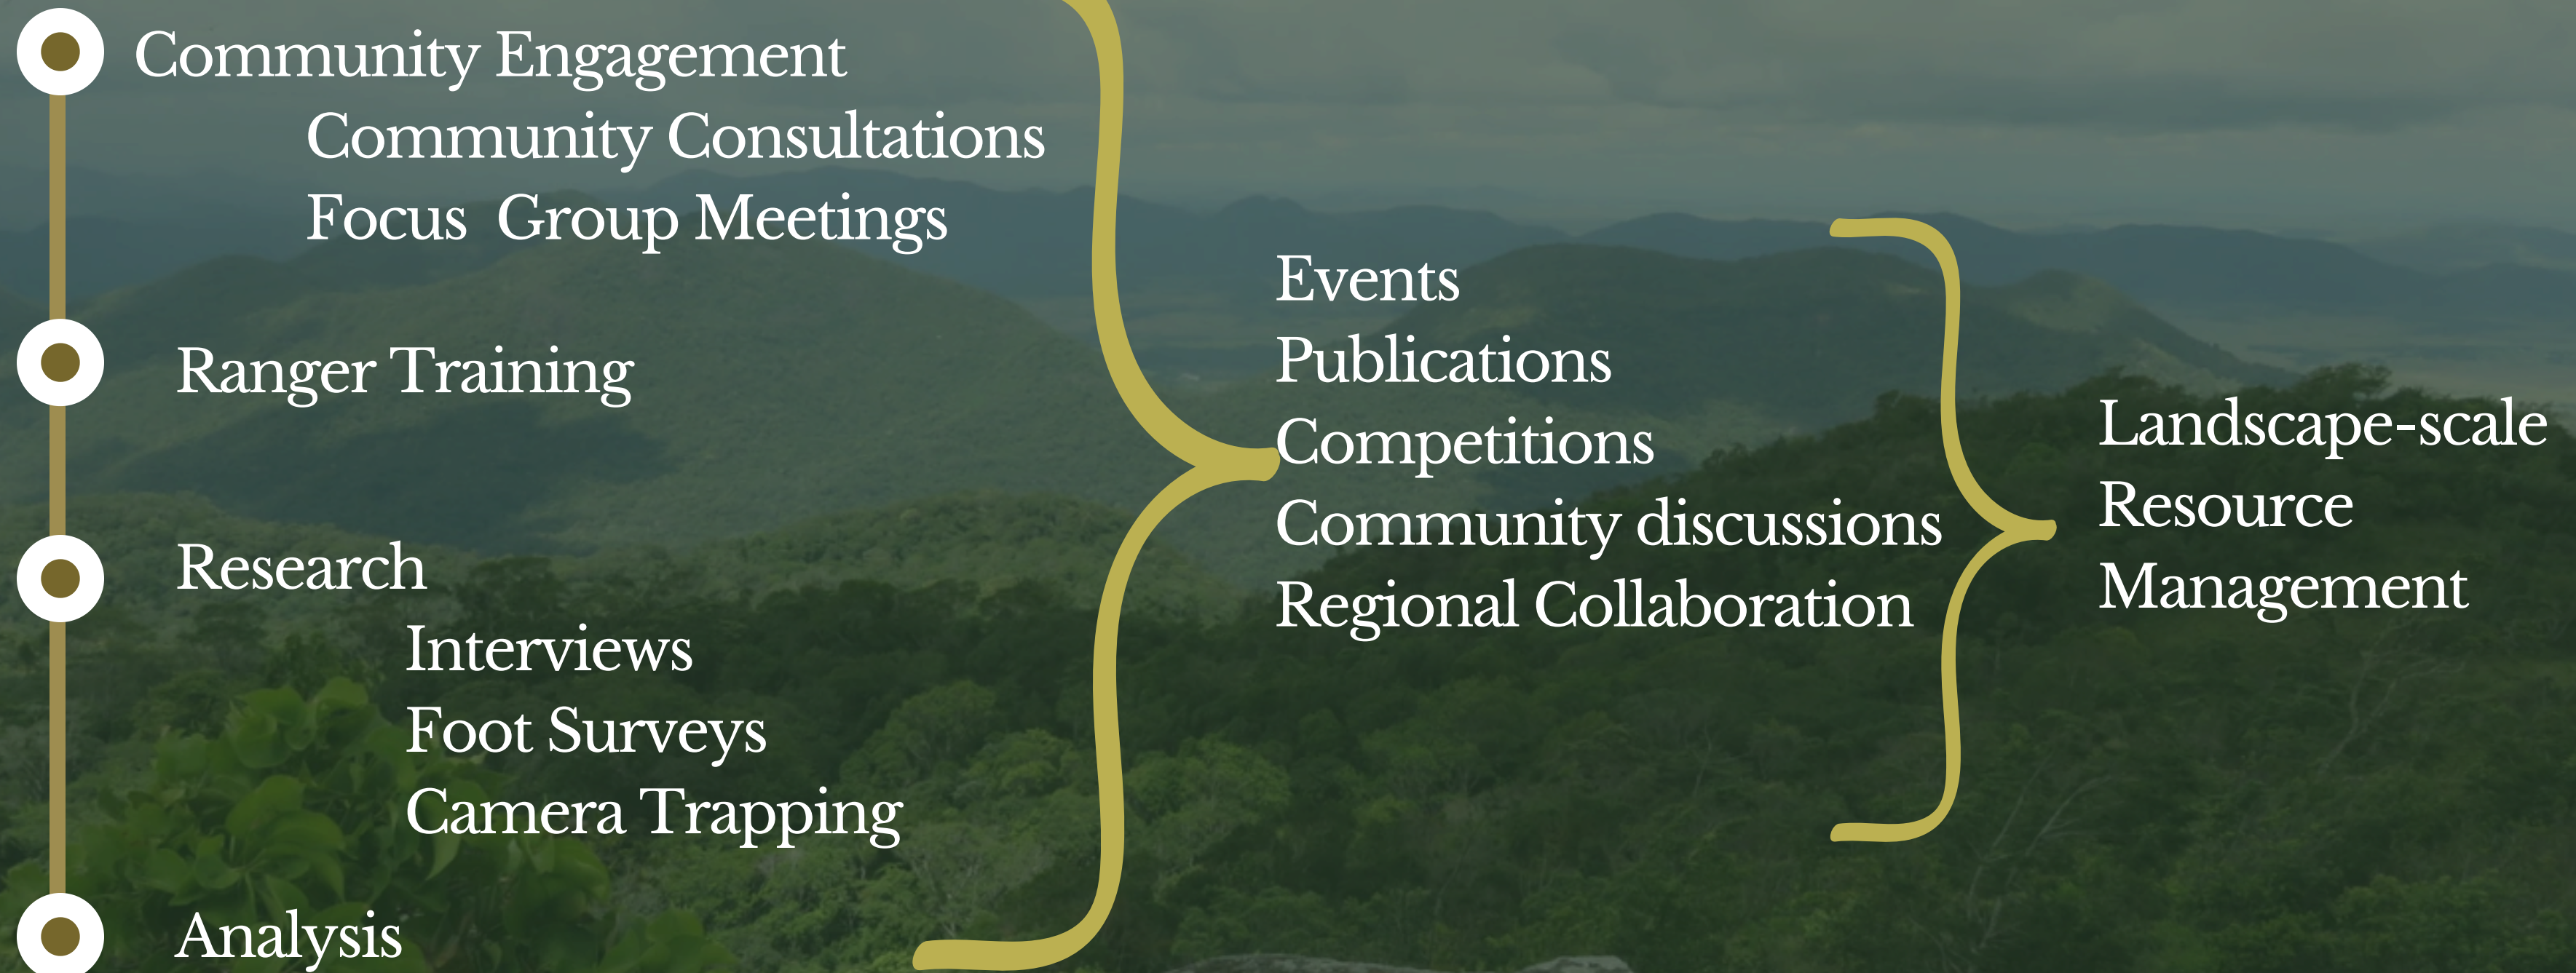 Community Engagement
Community Consultations
Focus  Group Meetings
Ranger Training
Research
Interviews
Foot Surveys
Camera Trapping
Analysis
Events
Publications
Competitions
Community discussions
Regional Collaboration
Landscape-scale
Resource
Management